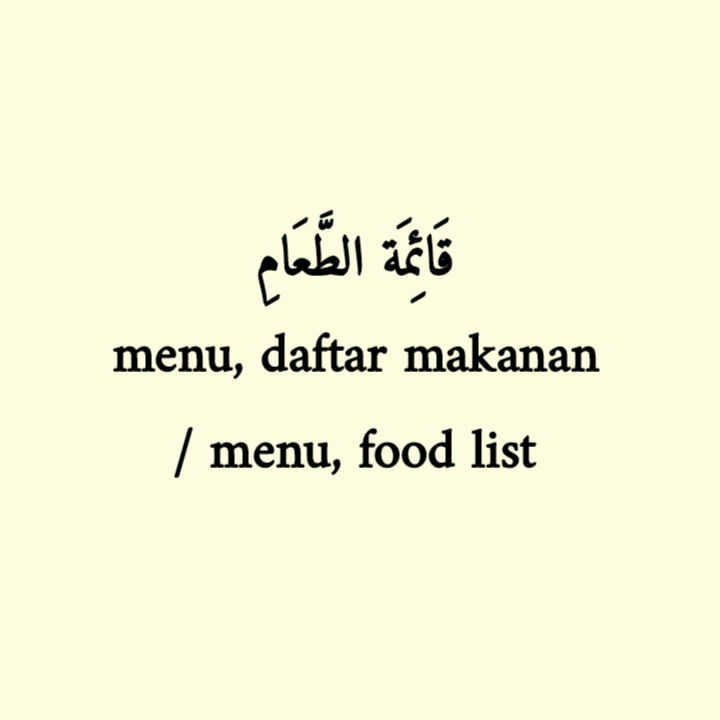 قَائِمَة الطَّعَامِ
menu, daftar makanan
/ menu, food list